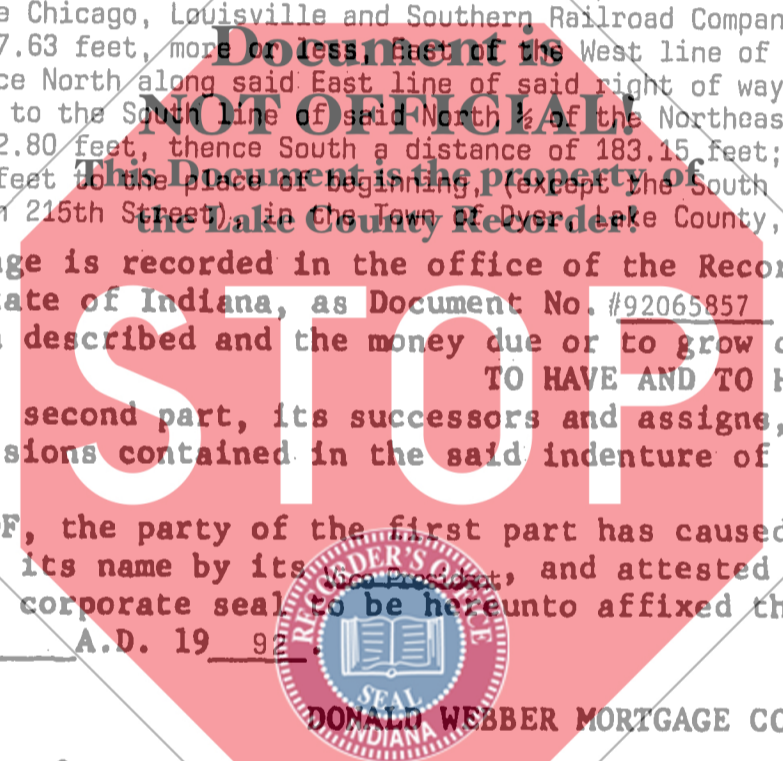 e Chicago, Louisville and Southern Railroad Compan
7.63 feet, more or less, East of the West line of
Document is
ce North along said East line of said right of way
to the South line of said North ½ of the Northeas
NOT OFFICIAL!
2.80 feet, thence South a distance of 183.15 feet:
This Document is the property of
feet to the place of beginning, (except the South
the Lake County Recorder!
215th Street), in the Town of Dyer, Lake County,
ge is recorded in the office of the Recor
ate of Indiana, as Document No. #92065857
described and the money due or to grow
TO HAVE AND TO H
STOP
second part, its successors and assigns,
sions contained in the said indenture of
F, the party of the first part has caused
its name by its Vice President, and attested
corporate seal to be hereunto affixed th
A.D. 19 92.
RECORDER'S OFFICE
SEAL
INDIANA
DONALD WEBBER MORTGAGE CO